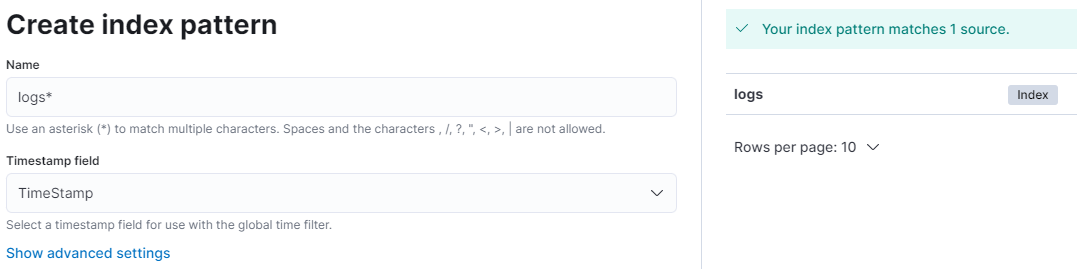 Create index pattern
Name
logs*
Use an asterisk (*) to match multiple characters. Spaces and the characters , /, ?, ", <, >, | are not allowed.
Timestamp field
TimeStamp
Select a timestamp field for use with the global time filter.
Show advanced settings
Your index pattern matches 1 source.
logs Index
Rows per page: 10